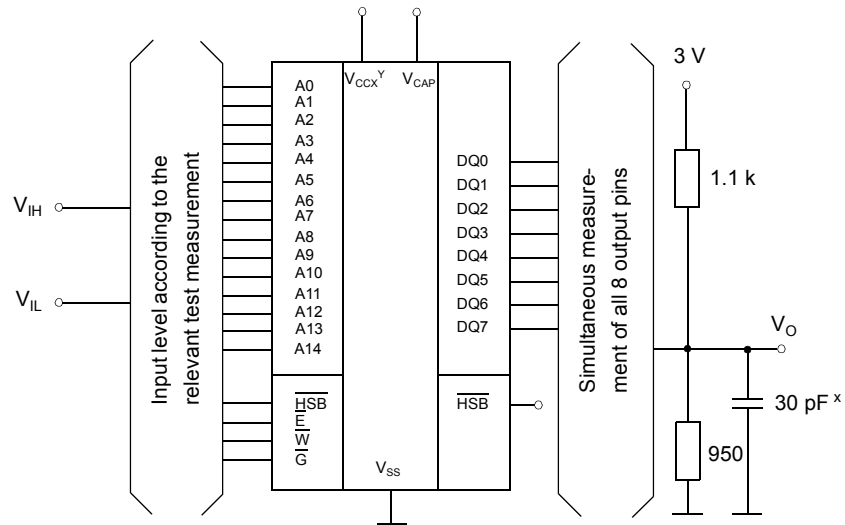 V_CCX^Y
V_CAP
A0
A1
A2
A3
A4
A5
A6
A7
A8
A9
A10
A11
A12
A13
A14
HSB
E
W
G
V_SS
DQ0
DQ1
DQ2
DQ3
DQ4
DQ5
DQ6
DQ7
HSB
V_IH
V_IL
Input level according to the
relevant test measurement
Simultaneous measure-
ment of all 8 output pins
3 V
1.1 k
V_O
30 pF ^x
950